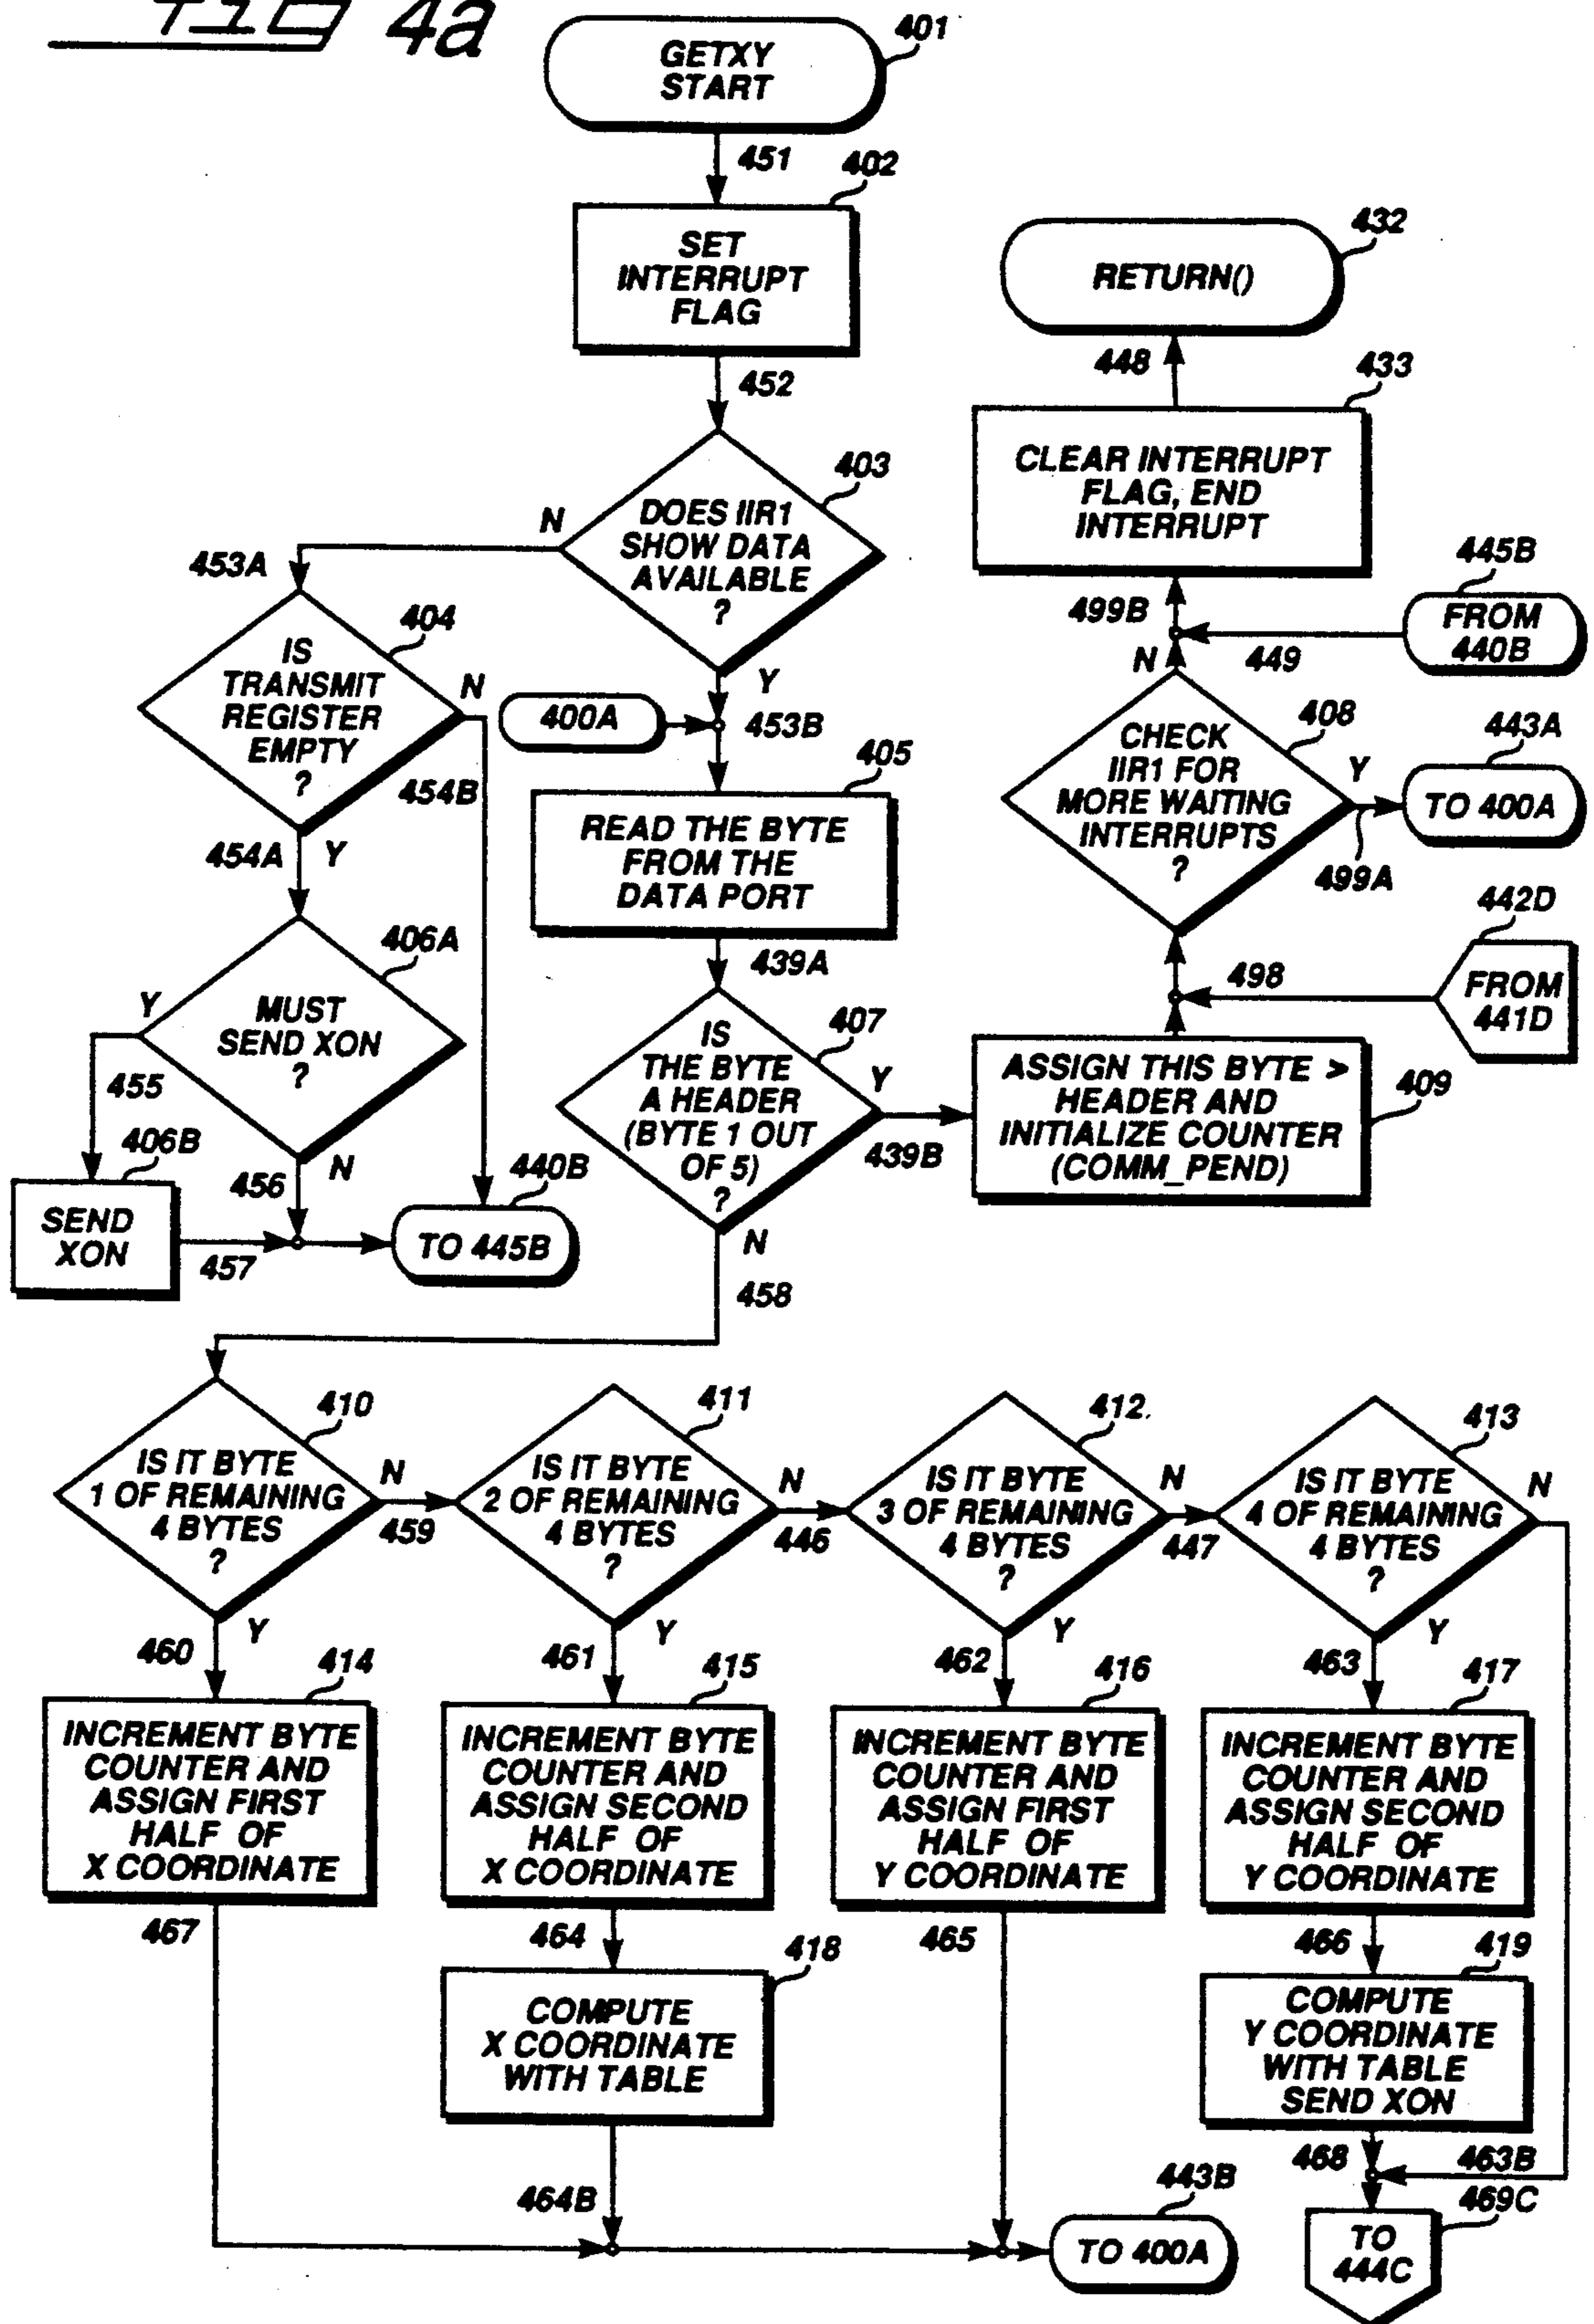 FIG 4a
GETXY
START
401
451
402
SET
INTERRUPT
FLAG
452
403
DOES IIR1
SHOW DATA
AVAILABLE
?
N
453A
404
IS
TRANSMIT
REGISTER
EMPTY
?
N
454B
454A
Y
406A
MUST
SEND XON
?
Y
455
406B
SEND
XON
456
N
457
440B
TO 445B
Y
400A
453B
405
READ THE BYTE
FROM THE
DATA PORT
439A
407
IS
THE BYTE
A HEADER
(BYTE 1 OUT
OF 5)
?
Y
439B
N
458
432
RETURN()
448
433
CLEAR INTERRUPT
FLAG, END
INTERRUPT
499B
445B
FROM
440B
449
N
408
CHECK
IIR1 FOR
MORE WAITING
INTERRUPTS
?
Y
443A
TO 400A
499A
442D
FROM
441D
498
ASSIGN THIS BYTE >
HEADER AND
INITIALIZE COUNTER
(COMM_PEND)
409
410
IS IT BYTE
1 OF REMAINING
4 BYTES
?
N
459
411
IS IT BYTE
2 OF REMAINING
4 BYTES
?
N
446
412
IS IT BYTE
3 OF REMAINING
4 BYTES
?
N
447
413
IS IT BYTE
4 OF REMAINING
4 BYTES
?
N
460
Y
414
INCREMENT BYTE
COUNTER AND
ASSIGN FIRST
HALF OF
X COORDINATE
467
461
Y
415
INCREMENT BYTE
COUNTER AND
ASSIGN SECOND
HALF OF
X COORDINATE
464
418
COMPUTE
X COORDINATE
WITH TABLE
464B
462
Y
416
INCREMENT BYTE
COUNTER AND
ASSIGN FIRST
HALF OF
Y COORDINATE
465
443B
TO 400A
463
Y
417
INCREMENT BYTE
COUNTER AND
ASSIGN SECOND
HALF OF
Y COORDINATE
466
419
COMPUTE
Y COORDINATE
WITH TABLE
SEND XON
468
463B
469C
TO
444C